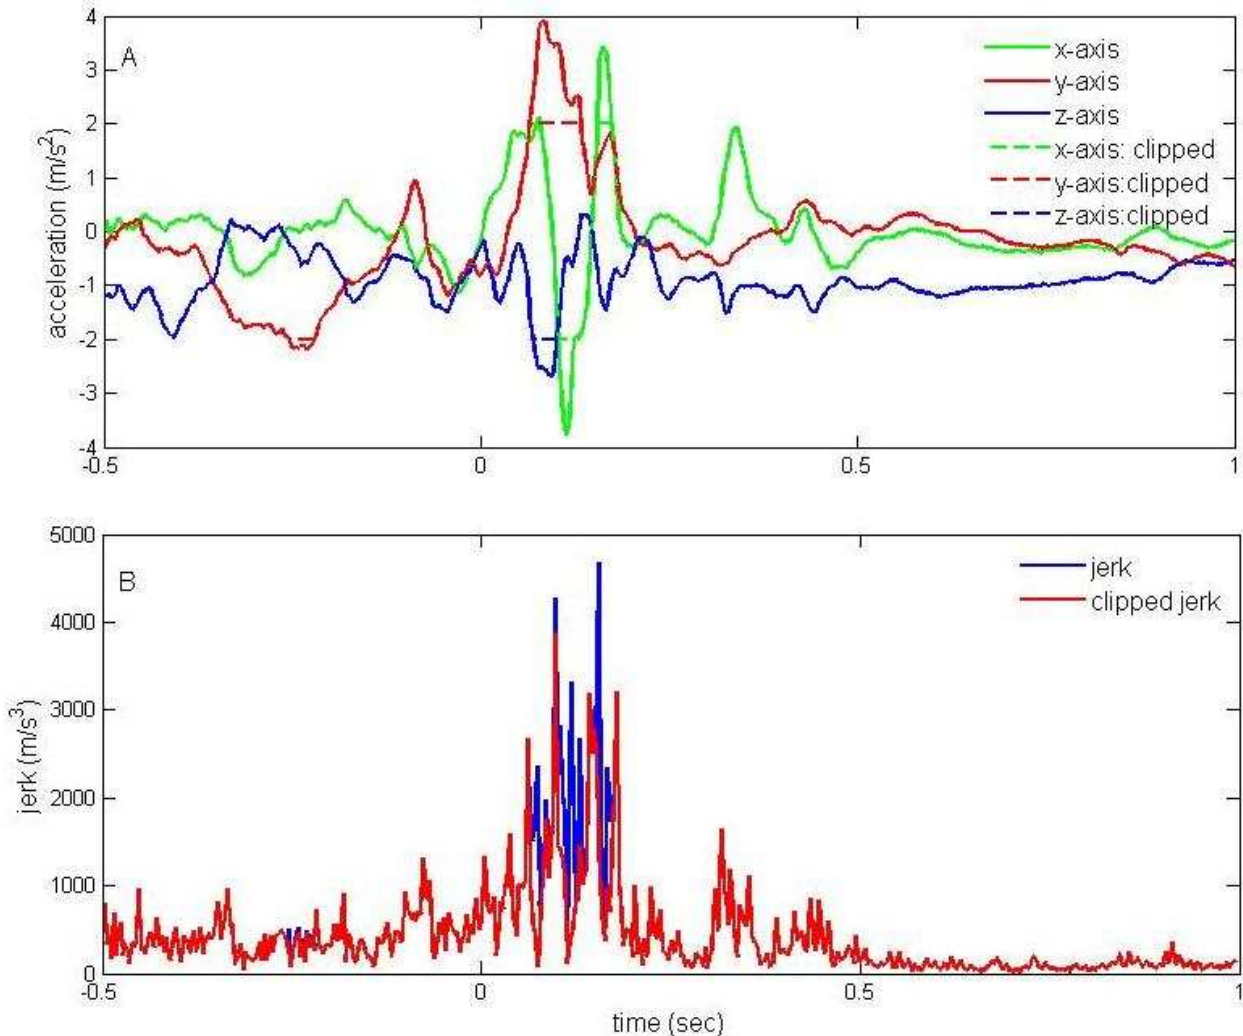 4
A
3
2
1
0
-1
-2
-3
-4
acceleration (m/s²)
x-axis
y-axis
z-axis
x-axis: clipped
y-axis:clipped
z-axis:clipped
-0.5
0
0.5
1
5000
B
4000
3000
2000
1000
0
jerk (m/s³)
jerk
clipped jerk
-0.5
0
0.5
1
time (sec)